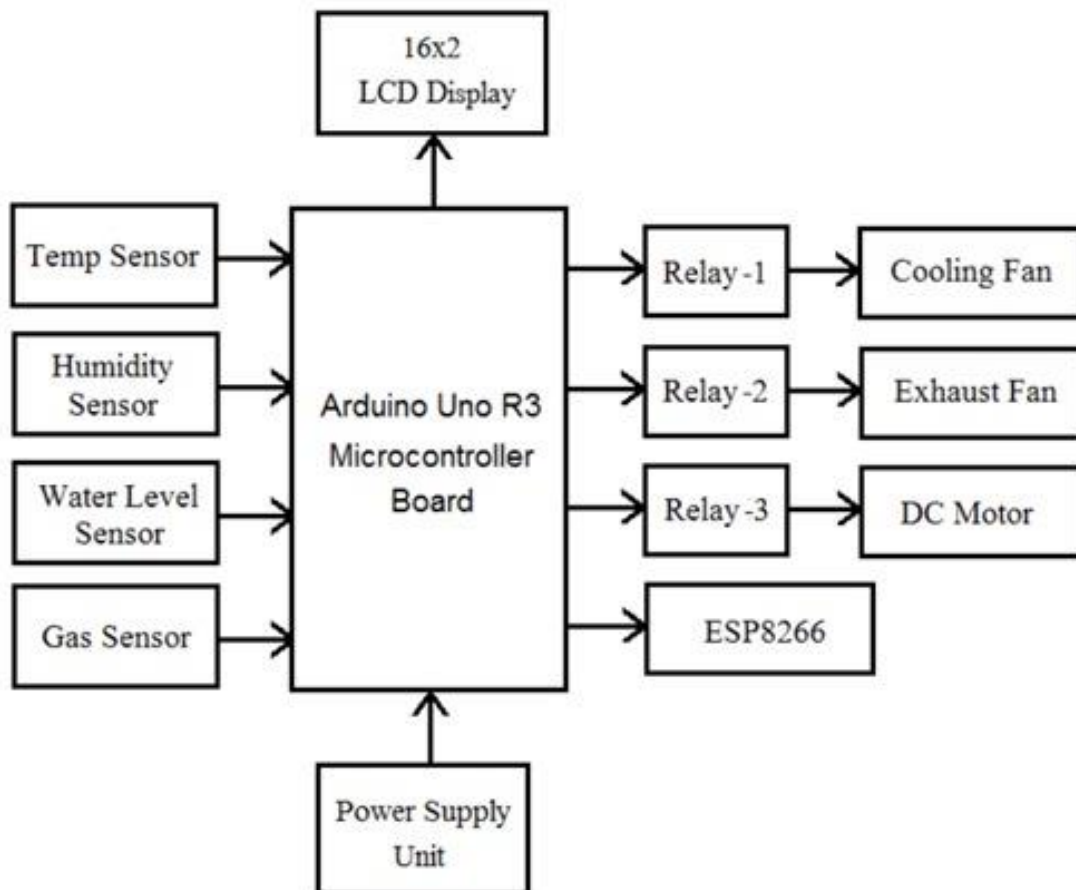 16x2
LCD Display
Temp Sensor
Humidity
Sensor
Water Level
Sensor
Gas Sensor
Arduino Uno R3
Microcontroller
Board
Relay -1
Cooling Fan
Relay -2
Exhaust Fan
Relay -3
DC Motor
ESP8266
Power Supply
Unit